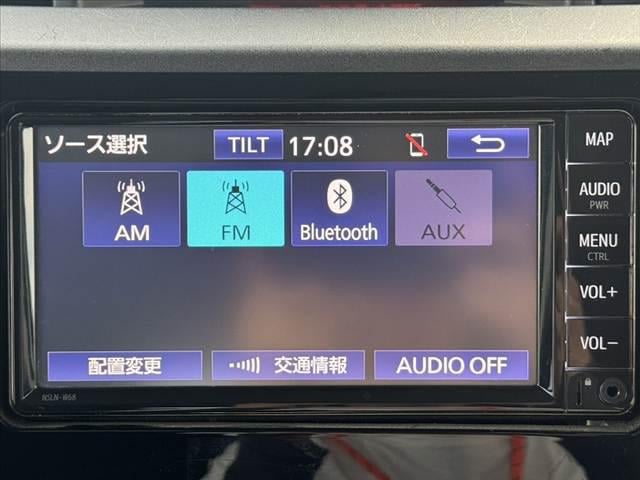 ソース選択 TILT 17:08
AM FM Bluetooth AUX
配置変更 交通情報 AUDIO OFF
NSLN-W68
MAP
AUDIO
PWR
MENU
CTRL
VOL+
VOL-